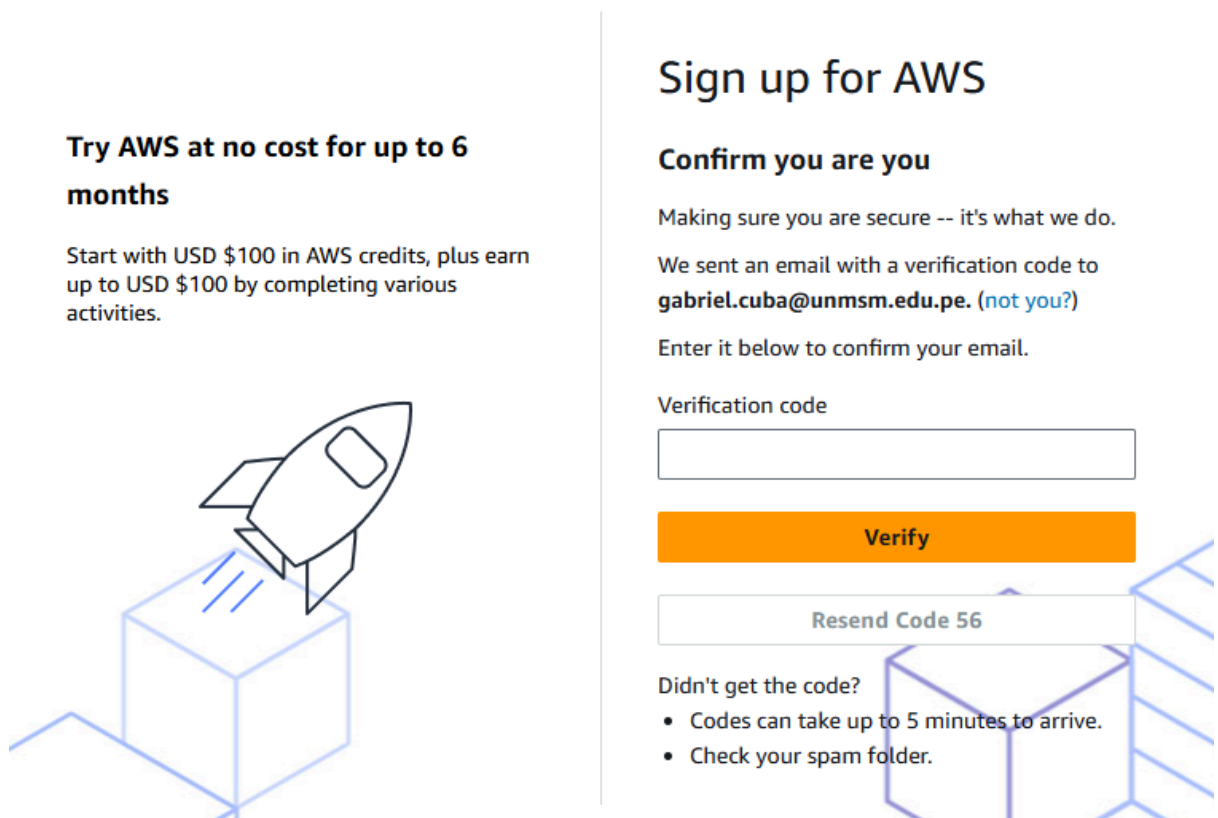 Try AWS at no cost for up to 6
months
Start with USD $100 in AWS credits, plus earn
up to USD $100 by completing various
activities.
Sign up for AWS
Confirm you are you
Making sure you are secure -- it's what we do.
We sent an email with a verification code to
gabriel.cuba@unmsm.edu.pe. (not you?)
Enter it below to confirm your email.
Verification code
Verify
Resend Code 56
Didn't get the code?
• Codes can take up to 5 minutes to arrive.
• Check your spam folder.